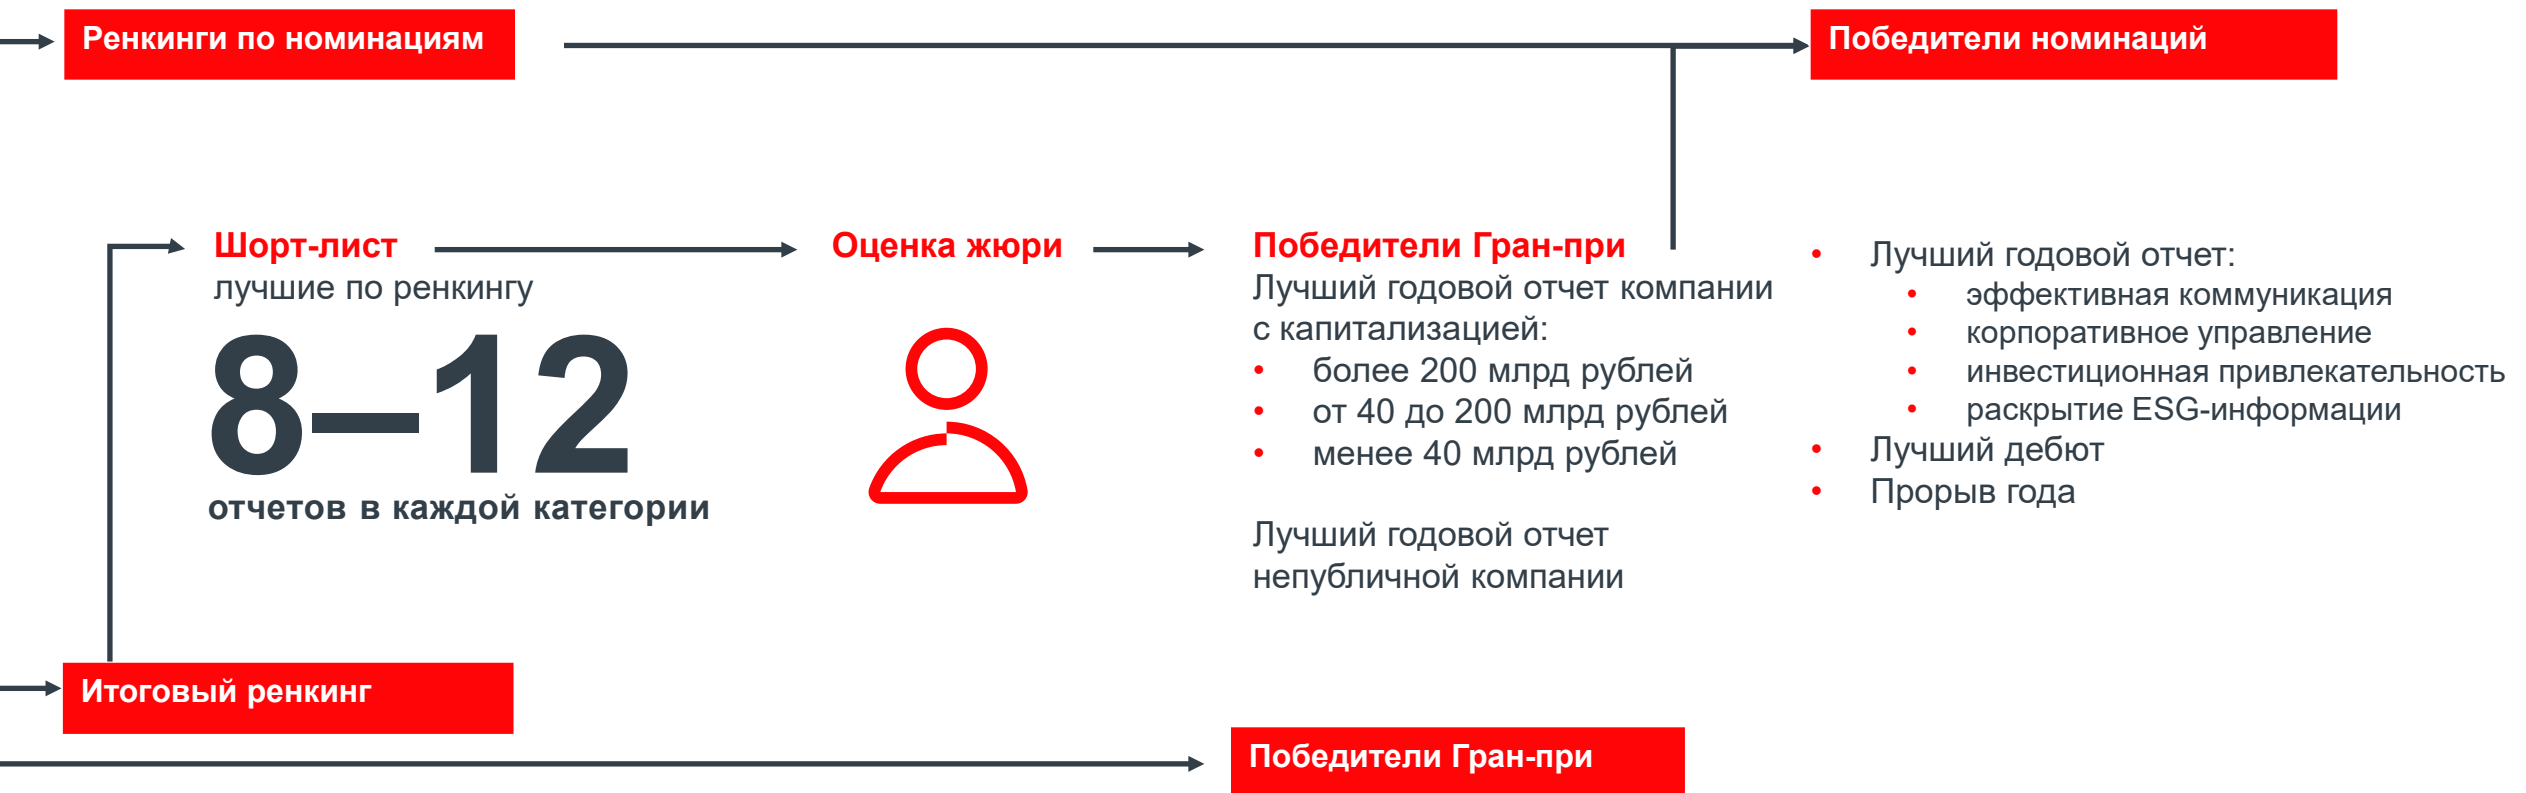 Ренкинги по номинациям
Победители номинаций
Шорт-лист
лучшие по ренкингу
8–12
отчетов в каждой категории
Оценка жюри
Победители Гран-при
Лучший годовой отчет компании
с капитализацией:
• более 200 млрд рублей
• от 40 до 200 млрд рублей
• менее 40 млрд рублей
Лучший годовой отчет
непубличной компании
• Лучший годовой отчет:
• эффективная коммуникация
• корпоративное управление
• инвестиционная привлекательность
• раскрытие ESG-информации
• Лучший дебют
• Прорыв года
Итоговый ренкинг
Победители Гран-при